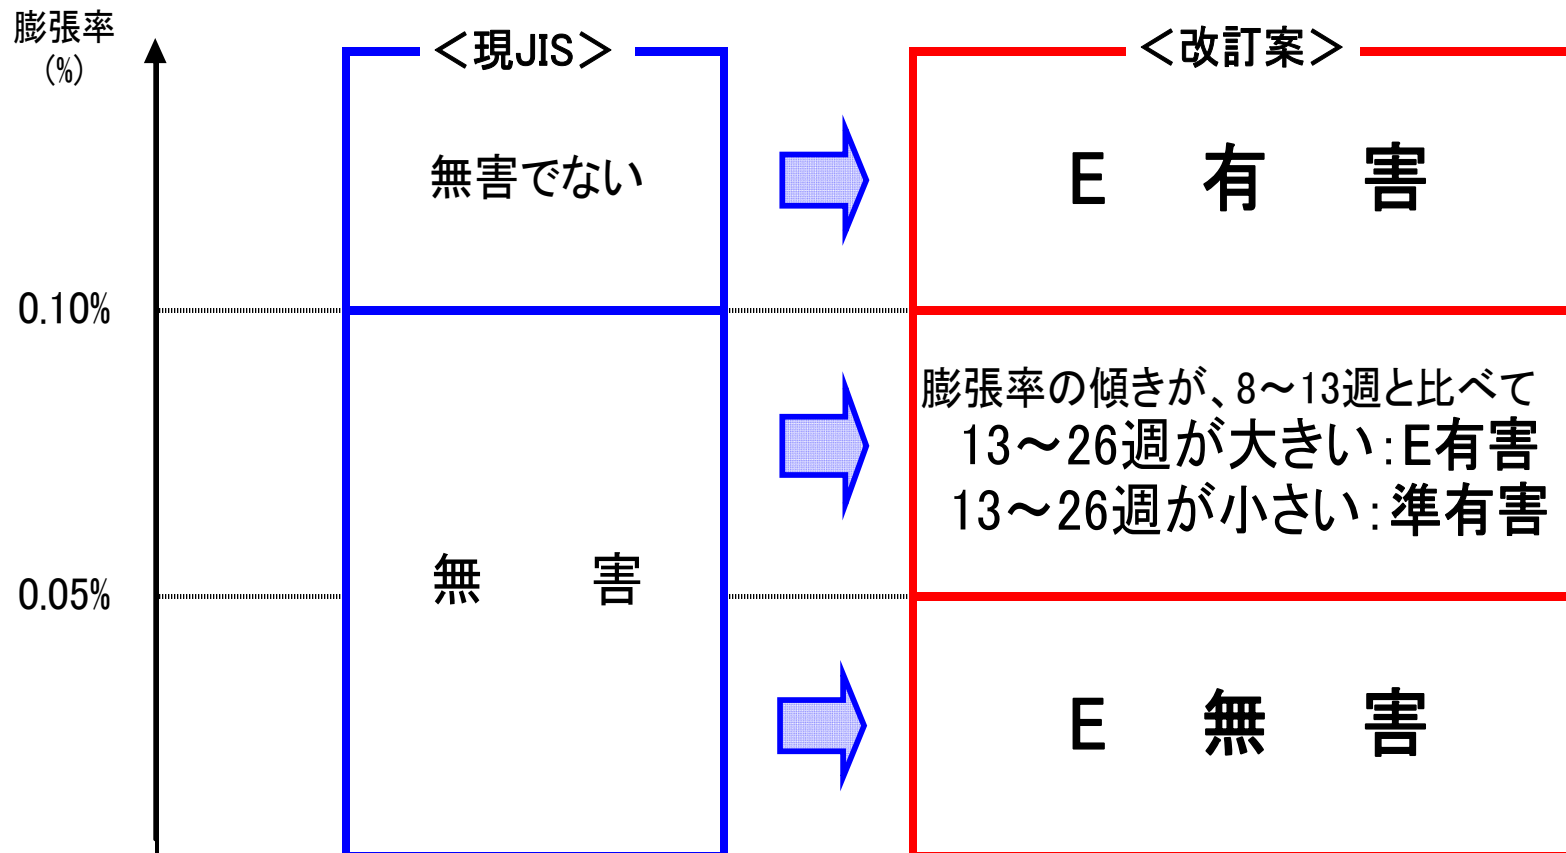 膨張率
(%)
＜現JIS＞
＜改訂案＞
無害でない
E 有 害
0.10%
膨張率の傾きが、8～13週と比べて
13～26週が大きい：E有害
13～26週が小さい：準有害
無 害
0.05%
E 無 害